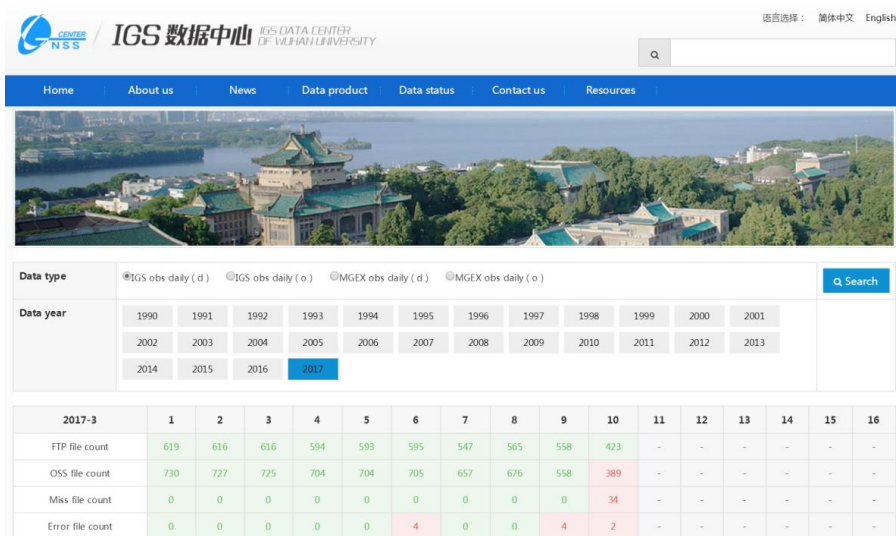 语言选择： 简体中文 English
CENTER
NSS
IGS 数据中心
IGS DATA CENTER
OF WUHAN UNIVERSITY
Home About us News Data product Data status Contact us Resources
Data type IGS obs daily ( d ) IGS obs daily ( o ) MGEX obs daily ( d ) MGEX obs daily ( o ) Search
Data year 1990 1991 1992 1993 1994 1995 1996 1997 1998 1999 2000 2001
2002 2003 2004 2005 2006 2007 2008 2009 2010 2011 2012 2013
2014 2015 2016 2017
2017-3 1 2 3 4 5 6 7 8 9 10 11 12 13 14 15 16
FTP file count 619 616 616 594 593 595 547 565 558 423 - - - - - -
OSS file count 730 727 725 704 704 705 657 676 558 389 - - - - - -
Miss file count 0 0 0 0 0 0 0 0 0 34 - - - - - -
Error file count 0 0 0 0 0 4 0 0 4 2 - - - - - -